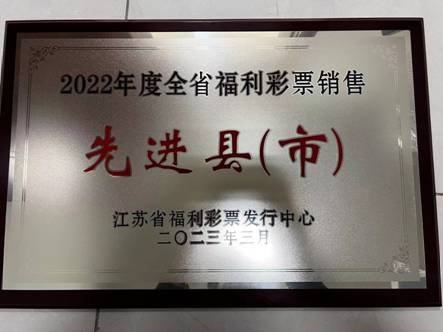 2022年度全省福利彩票销售
先进县(市)
江苏省福利彩票发行中心
二〇二三年三月